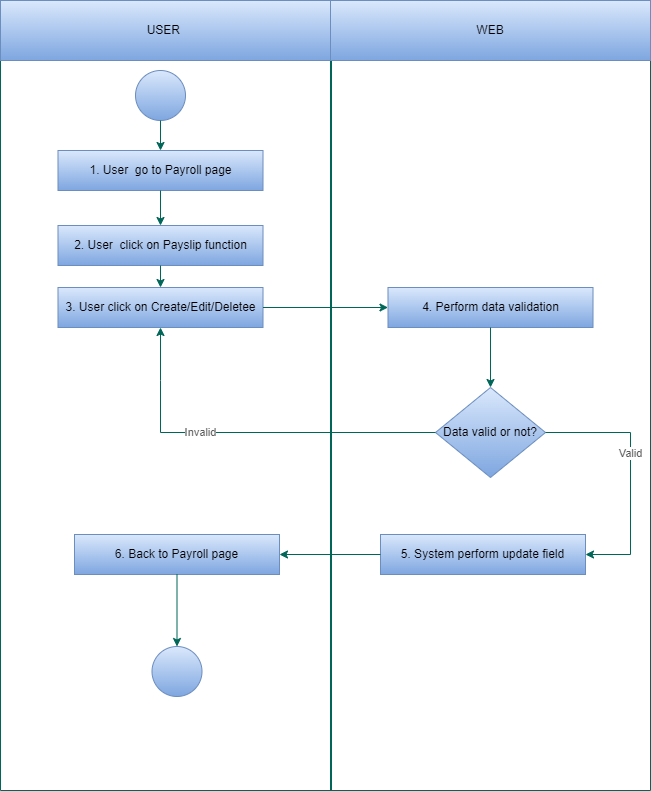 USER
WEB
1. User go to Payroll page
2. User click on Payslip function
3. User click on Create/Edit/Deletee
4. Perform data validation
Data valid or not?
Invalid
Valid
5. System perform update field
6. Back to Payroll page